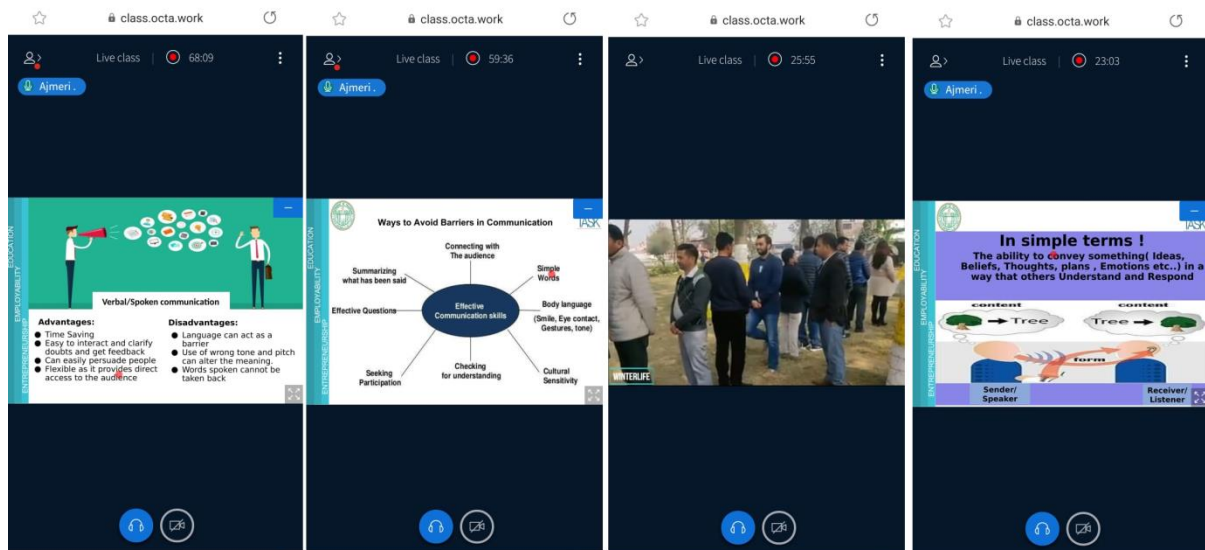 class.octa.work
Live class | 68:09
Ajmeri .
EDUCATION
EMPLOYABILITY
ENTREPRENEURSHIP
Verbal/Spoken communication
Advantages:
● Time Saving
● Easy to interact and clarify
doubts and get feedback
● Can easily persuade people
● Flexible as it provides direct
access to the audience
Disadvantages:
● Language can act as a
barrier
● Use of wrong tone and pitch
can alter the meaning.
● Words spoken cannot be
taken back
class.octa.work
Live class | 59:36
Ajmeri .
EDUCATION
EMPLOYABILITY
ENTREPRENEURSHIP
TASK
Ways to Avoid Barriers in Communication
Connecting with
The audience
Simple
Words
Summarizing
what has been said
Body language
(Smile, Eye contact,
Gestures, tone)
Effective Questions
Effective
Communication skills
Seeking
Participation
Checking
for understanding
Cultural
Sensitivity
class.octa.work
Live class | 25:55
WINTERLIFE
class.octa.work
Live class | 23:03
Ajmeri .
EDUCATION
EMPLOYABILITY
ENTREPRENEURSHIP
TASK
In simple terms !
The ability to convey something( Ideas,
Beliefs, Thoughts, plans , Emotions etc..) in a
way that others Understand and Respond
content
content
Tree
Tree
form
Sender/
Speaker
Receiver/
Listener